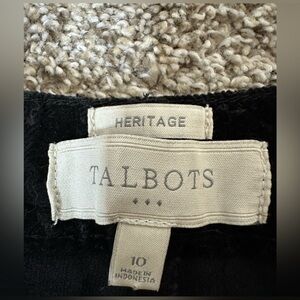 HERITAGE
TALBOTS
10
MADE IN
INDONESIA